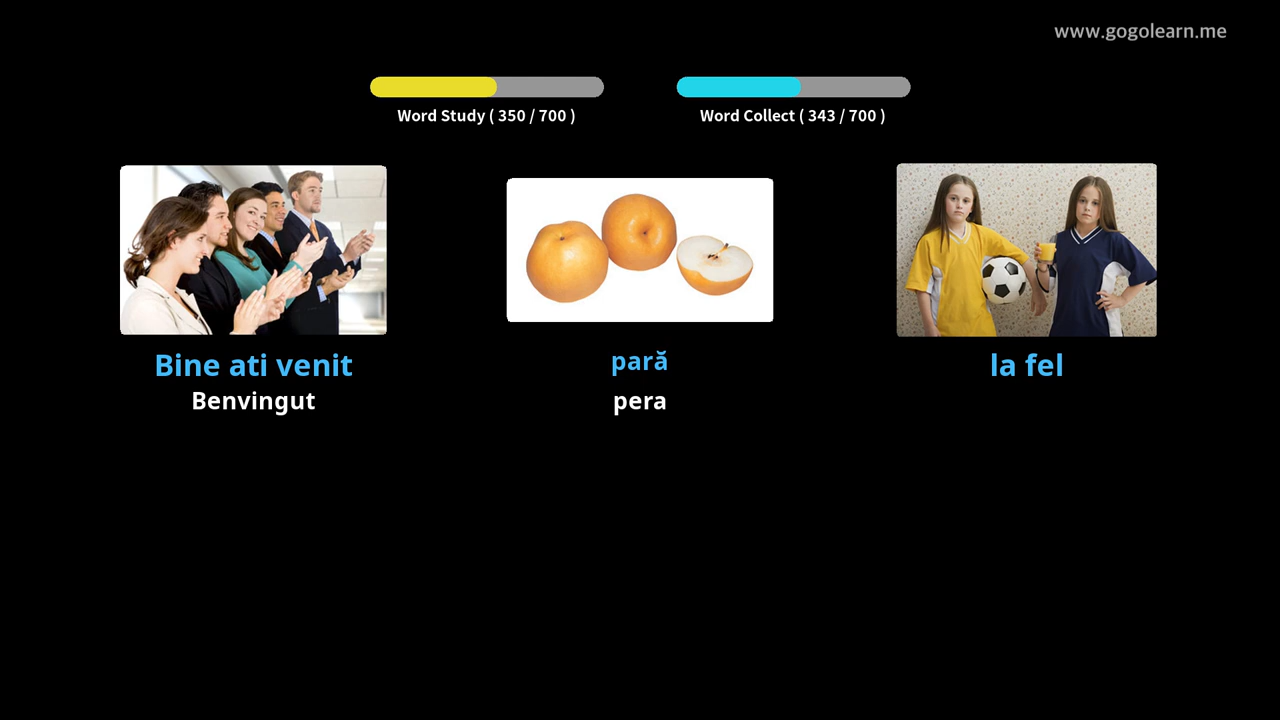 www.gogolearn.me
Word Study ( 350 / 700 )
Word Collect ( 343 / 700 )
Bine ati venit
Benvingut
pară
pera
la fel